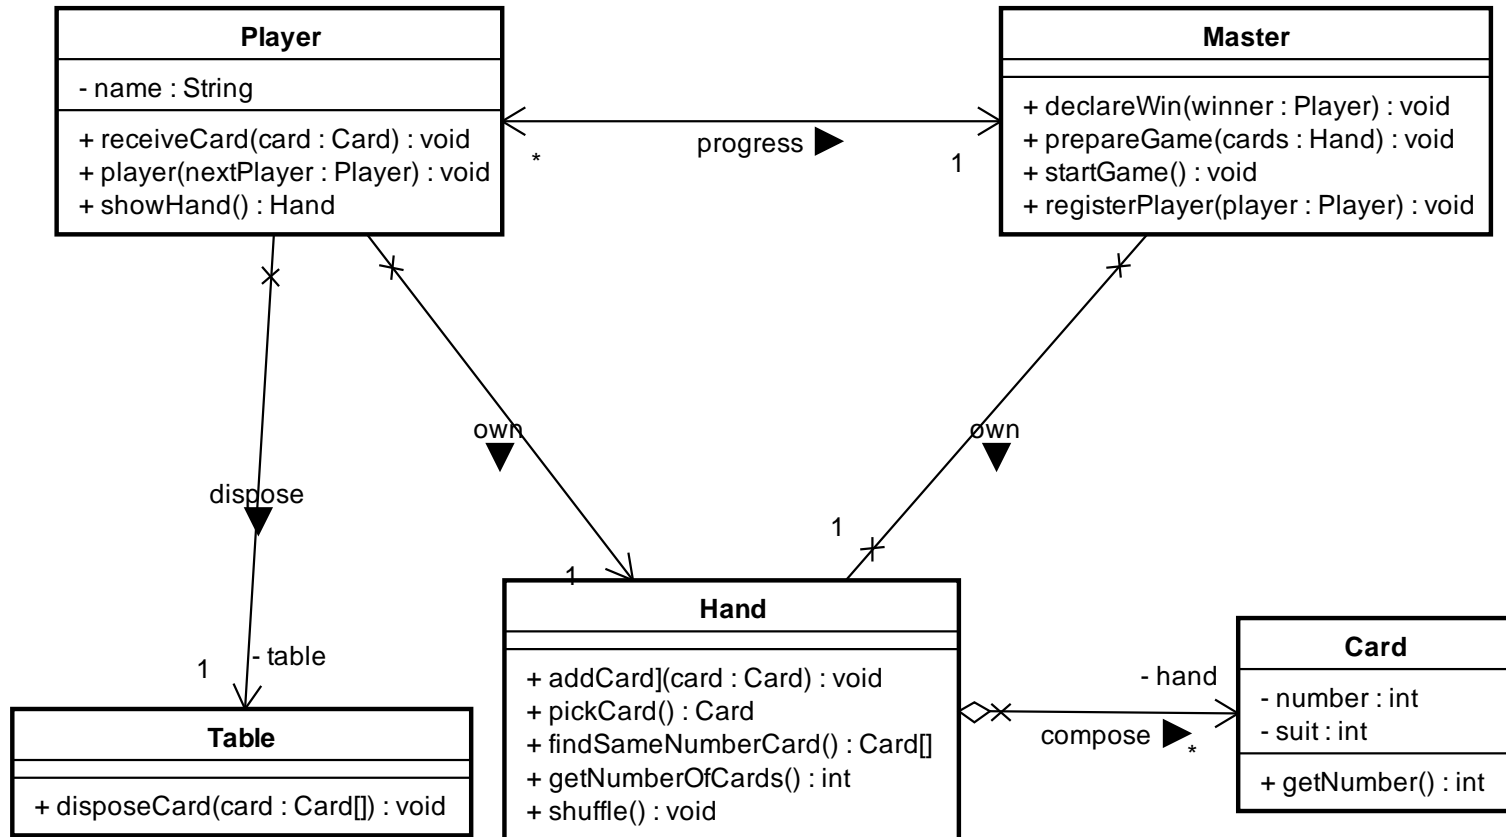 Player
- name : String
+ receiveCard(card : Card) : void
+ player(nextPlayer : Player) : void
+ showHand() : Hand
Master
+ declareWin(winner : Player) : void
+ prepareGame(cards : Hand) : void
+ startGame() : void
+ registerPlayer(player : Player) : void
progress
*
1
own
own
dispose
1
1
1
- table
Table
+ disposeCard(card : Card[]) : void
Hand
+ addCard](card : Card) : void
+ pickCard() : Card
+ findSameNumberCard() : Card[]
+ getNumberOfCards() : int
+ shuffle() : void
- hand
compose
*
Card
- number : int
- suit : int
+ getNumber() : int